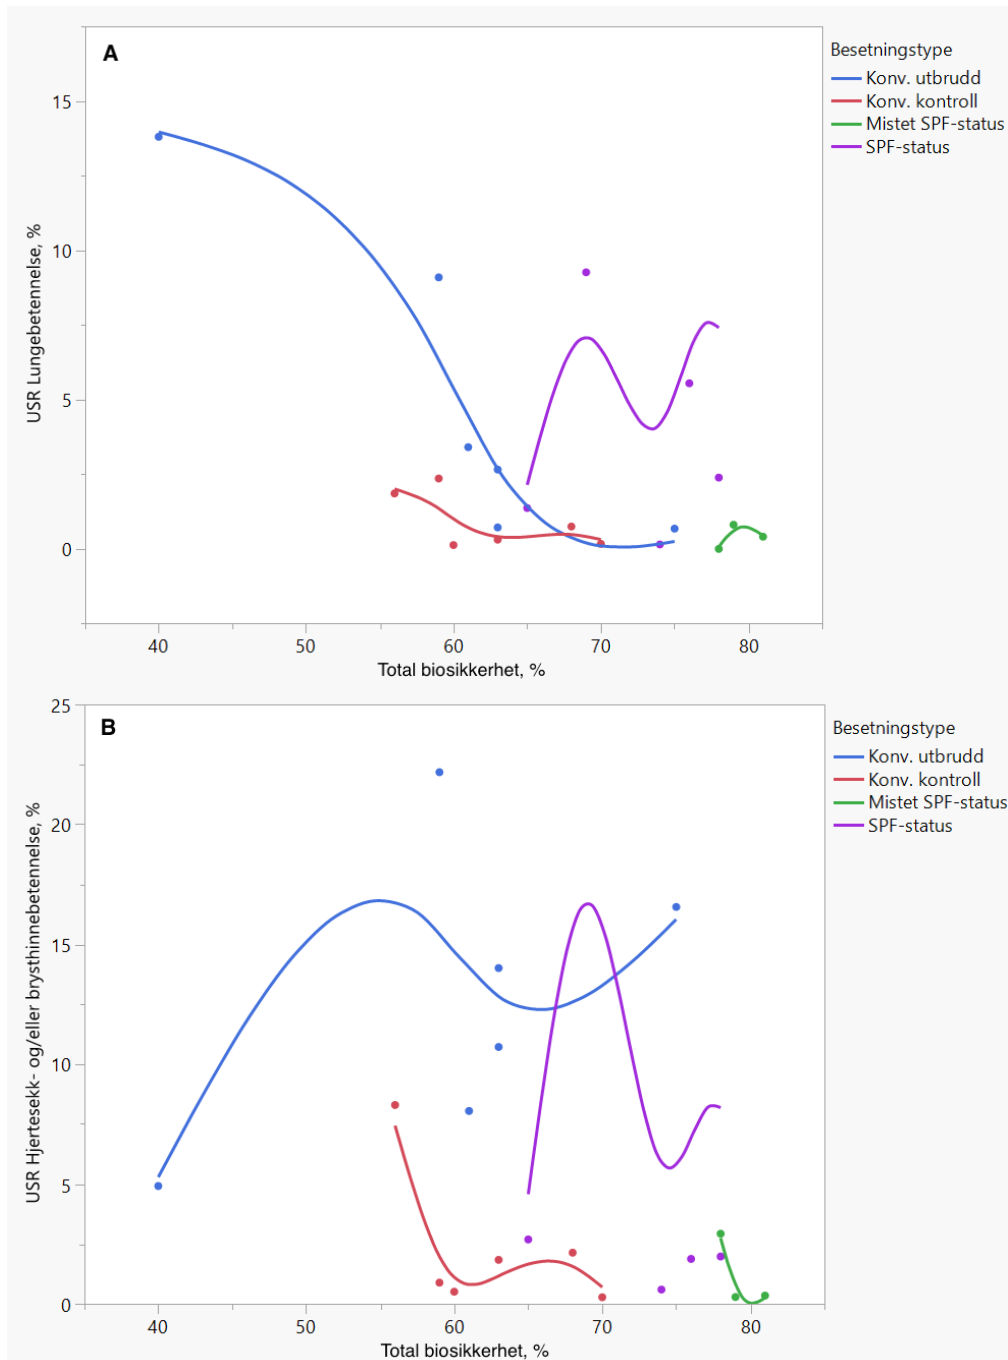 A
Besetningstype
Konv. utbrudd
Konv. kontroll
Mistet SPF-status
SPF-status
USR Lungebetennelse, %
15
10
5
0
40 50 60 70 80
Total biosikkerhet, %
B
Besetningstype
Konv. utbrudd
Konv. kontroll
Mistet SPF-status
SPF-status
USR Hjertesekk- og/eller brysthinnebetennelse, %
25
20
15
10
5
0
40 50 60 70 80
Total biosikkerhet, %